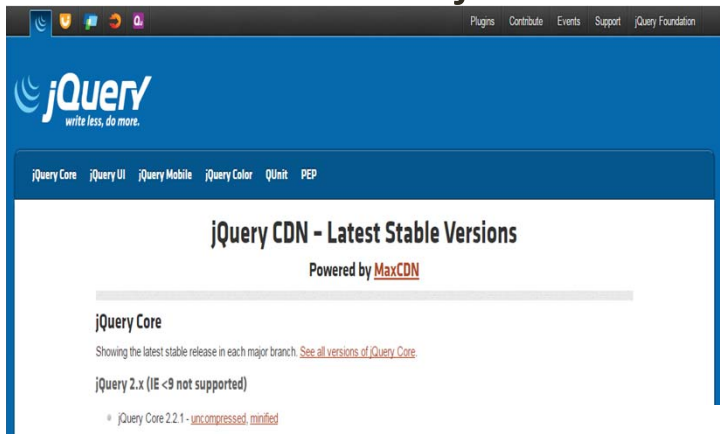 Plugins Contribute Events Support jQuery Foundation
jQuery
write less, do more.
jQuery Core jQuery UI jQuery Mobile jQuery Color QUnit PEP
jQuery CDN – Latest Stable Versions
Powered by MaxCDN
jQuery Core
Showing the latest stable release in each major branch. See all versions of jQuery Core.
jQuery 2.x (IE <9 not supported)
jQuery Core 2.2.1 - uncompressed, minified